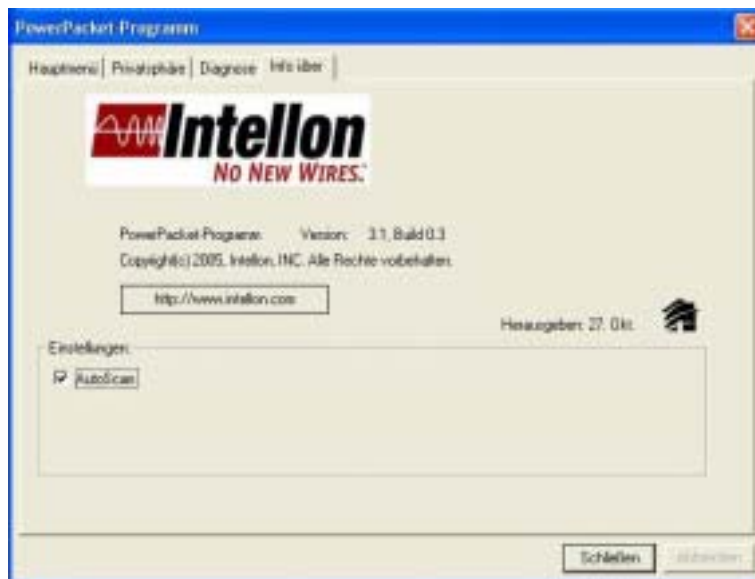 PowerPacket-Programm
Hauptmenü Privatsphäre Diagnose Info über
Intellon
NO NEW WIRES.
PowerPacket-Programm Version: 3.1, Build 0.3
Copyright(c) 2005, Intellon, INC. Alle Rechte vorbehalten.
http://www.intellon.com
Herausgeben: 27. Okt.
Einstellungen:
AutoScan
Schließen Abbrechen